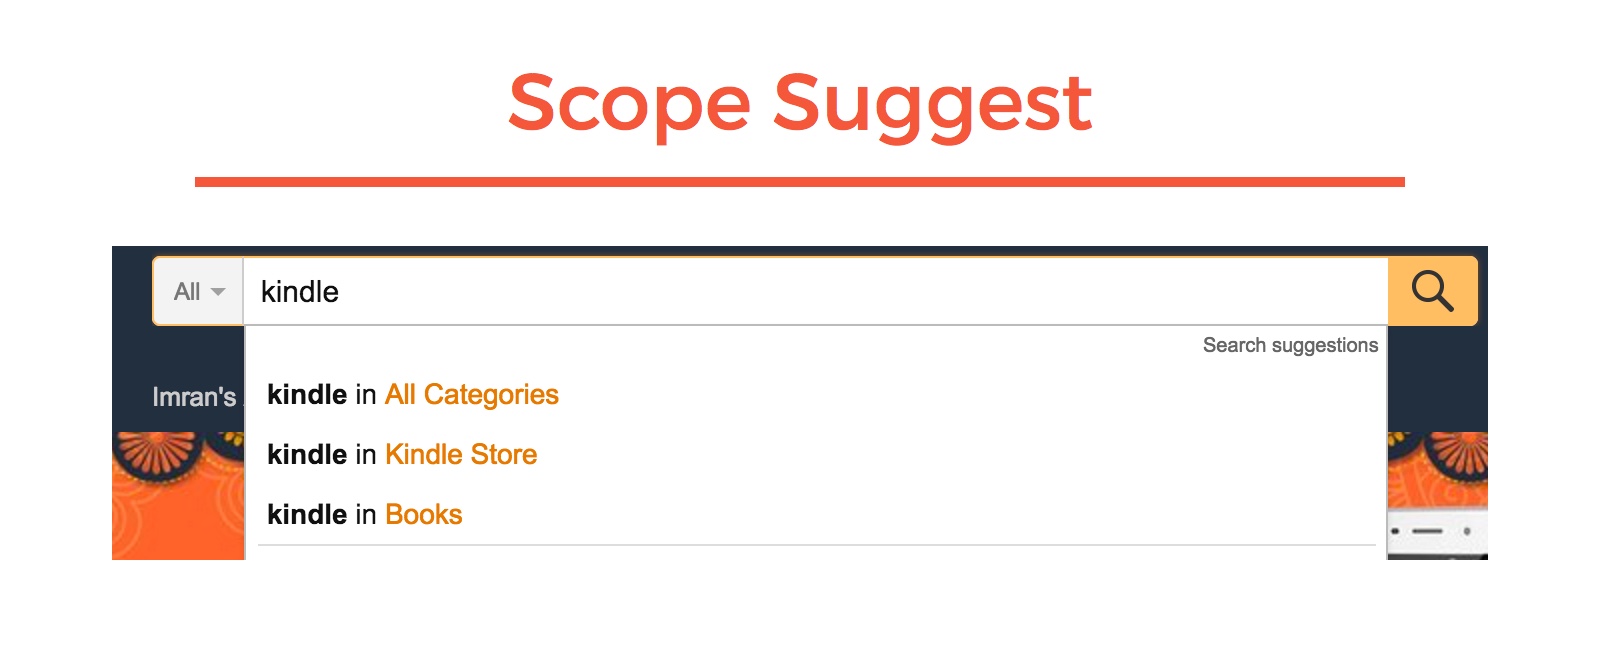 Scope Suggest
All kindle
Search suggestions
Imran's
kindle in All Categories
kindle in Kindle Store
kindle in Books